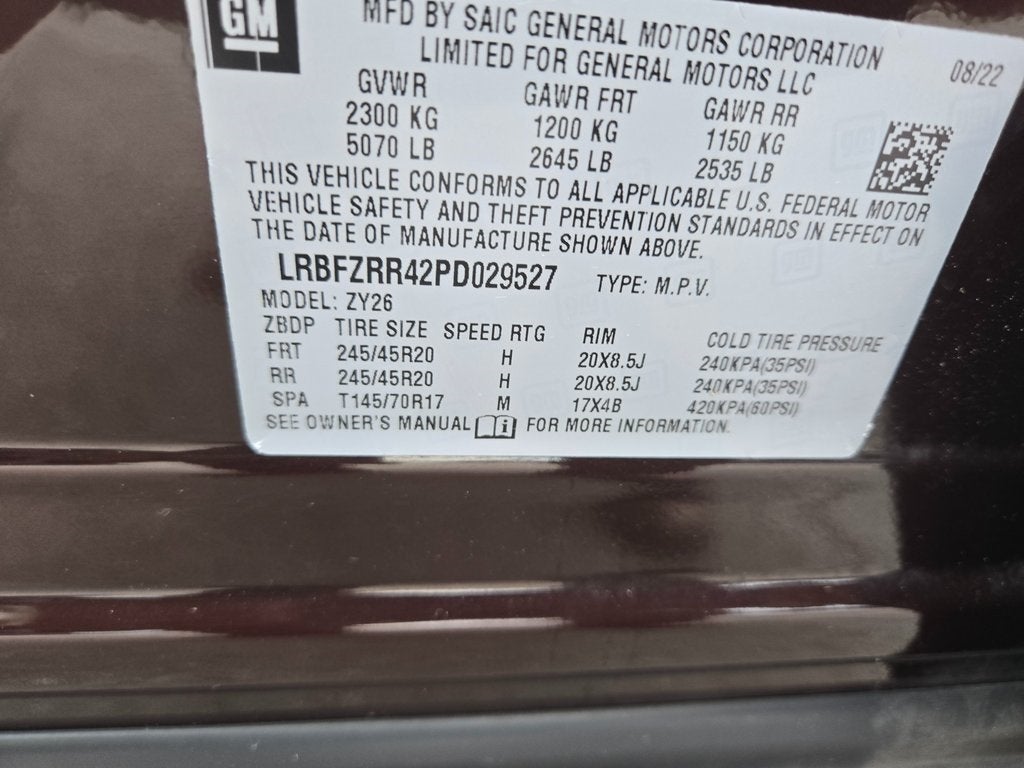 GM
MFD BY SAIC GENERAL MOTORS CORPORATION
LIMITED FOR GENERAL MOTORS LLC
08/22
GVWR GAWR FRT GAWR RR
2300 KG 1200 KG 1150 KG
5070 LB 2645 LB 2535 LB
THIS VEHICLE CONFORMS TO ALL APPLICABLE U.S. FEDERAL MOTOR
VEHICLE SAFETY AND THEFT PREVENTION STANDARDS IN EFFECT ON
THE DATE OF MANUFACTURE SHOWN ABOVE.
LRBFZRR42PD029527 TYPE: M.P.V.
MODEL: ZY26
ZBDP TIRE SIZE SPEED RTG RIM COLD TIRE PRESSURE
FRT 245/45R20 H 20X8.5J 240KPA(35PSI)
RR 245/45R20 H 20X8.5J 240KPA(35PSI)
SPA T145/70R17 M 17X4B 420KPA(60PSI)
SEE OWNER'S MANUAL i FOR MORE INFORMATION.